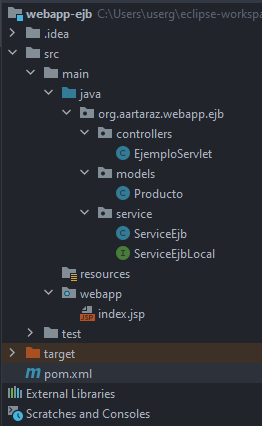 webapp-ejb C:\Users\userg\eclipse-workspa
.idea
src
main
java
org.aartaraz.webapp.ejb
controllers
EjemploServlet
models
Producto
service
ServiceEjb
ServiceEjbLocal
resources
webapp
index.jsp
test
target
pom.xml
External Libraries
Scratches and Consoles